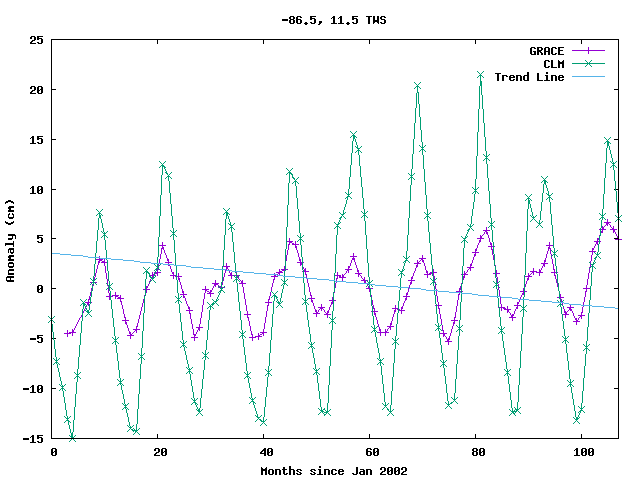 -86.5, 11.5 TWS
GRACE
CLM
Trend Line
25
20
15
10
5
0
-5
-10
-15
Anomaly (cm)
0 20 40 60 80 100
Months since Jan 2002